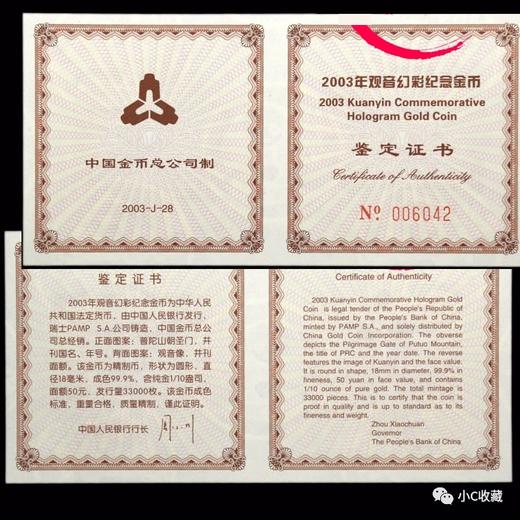 中国金币总公司制
2003-J-28
2003年观音幻彩纪念金币
2003 Kuanyin Commemorative
Hologram Gold Coin
鉴定证书
Certificate of Authenticity
Nº 006042
鉴定证书
2003年观音幻彩纪念金币为中华人民
共和国法定货币，由中国人民银行发行，
瑞士PAMP S.A.公司铸造，中国金币总公
司总经销。正面图案：普陀山朝圣门，并
刊国名、年号。背面图案：观音像，并刊
面额。该金币为精制币，形状为圆形，直
径18毫米，成色99.9%，含纯金1/10盎司，
面额50元，发行量33000枚。该金币成色
标准，重量合格，质量精制，谨此证明。
中国人民银行行长
Certificate of Authenticity
2003 Kuanyin Commemorative Hologram Gold
Coin is legal tender of the People's Republic of
China, issued by the People's Bank of China,
minted by PAMP S.A., and solely distributed by
China Gold Coin Incorporation. The obverse
depicts the Pilgrimage Gate of Putuo Mountain,
the title of PRC and the year date. The reverse
features the image of Kuanyin and the face value.
It is round in shape, 18mm in diameter, 99.9% in
fineness, 50 yuan in face value, and contains
1/10 ounce of pure gold. The total mintage is
33000 pieces. This is to certify that the coin is
proof in quality and is up to standard as to its
fineness and weight.
Zhou Xiaochuan
Governor
The People's Bank of China
小C收藏